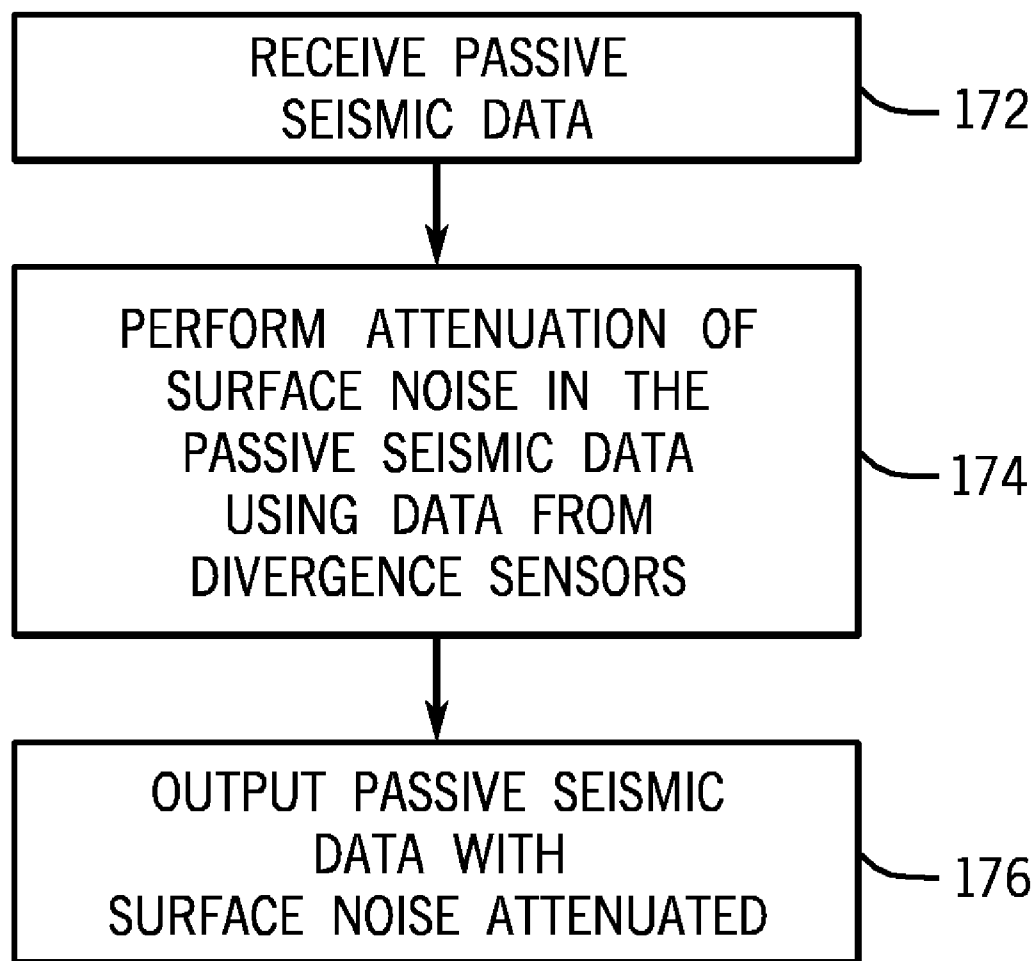 RECEIVE PASSIVE
SEISMIC DATA
172
PERFORM ATTENUATION OF
SURFACE NOISE IN THE
PASSIVE SEISMIC DATA
USING DATA FROM
DIVERGENCE SENSORS
174
OUTPUT PASSIVE SEISMIC
DATA WITH
SURFACE NOISE ATTENUATED
176